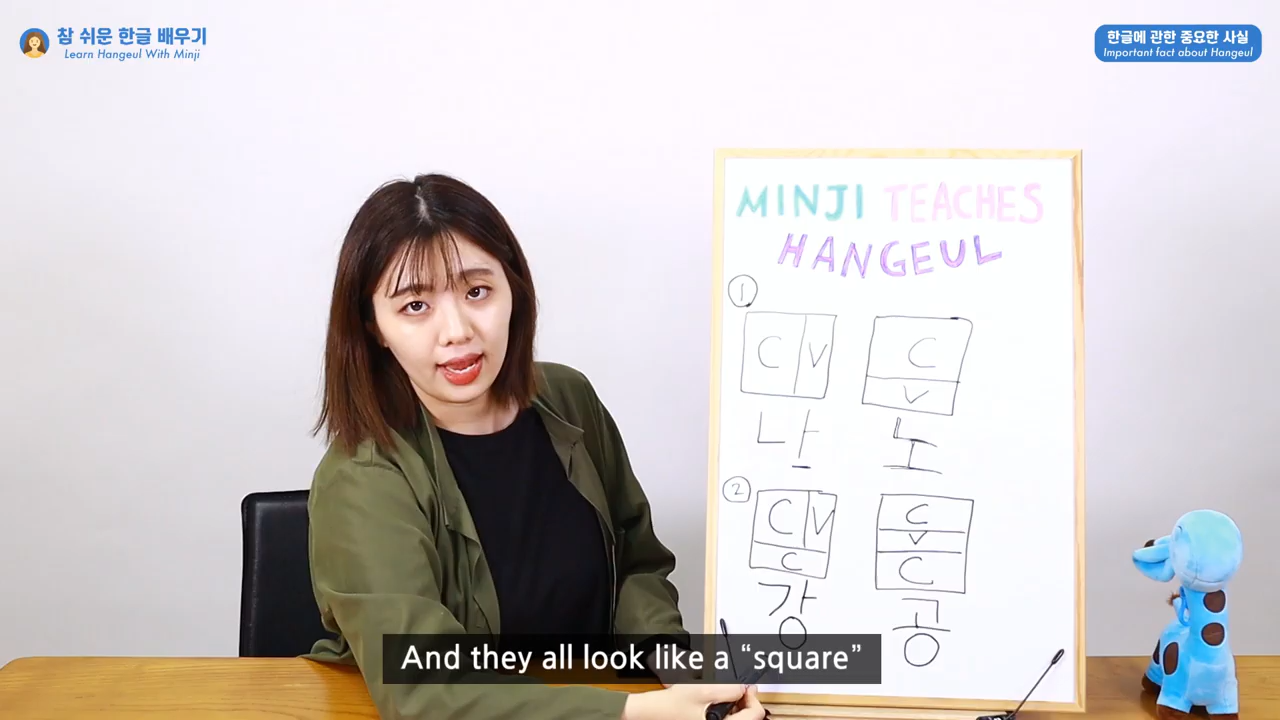 참 쉬운 한글 배우기
Learn Hangeul With Minji
한글에 관한 중요한 사실
Important fact about Hangeul
MINJI TEACHES
HANGEUL
①
C V
C
V
나 노
②
C V
C
C
V
C
강 공
And they all look like a “square”